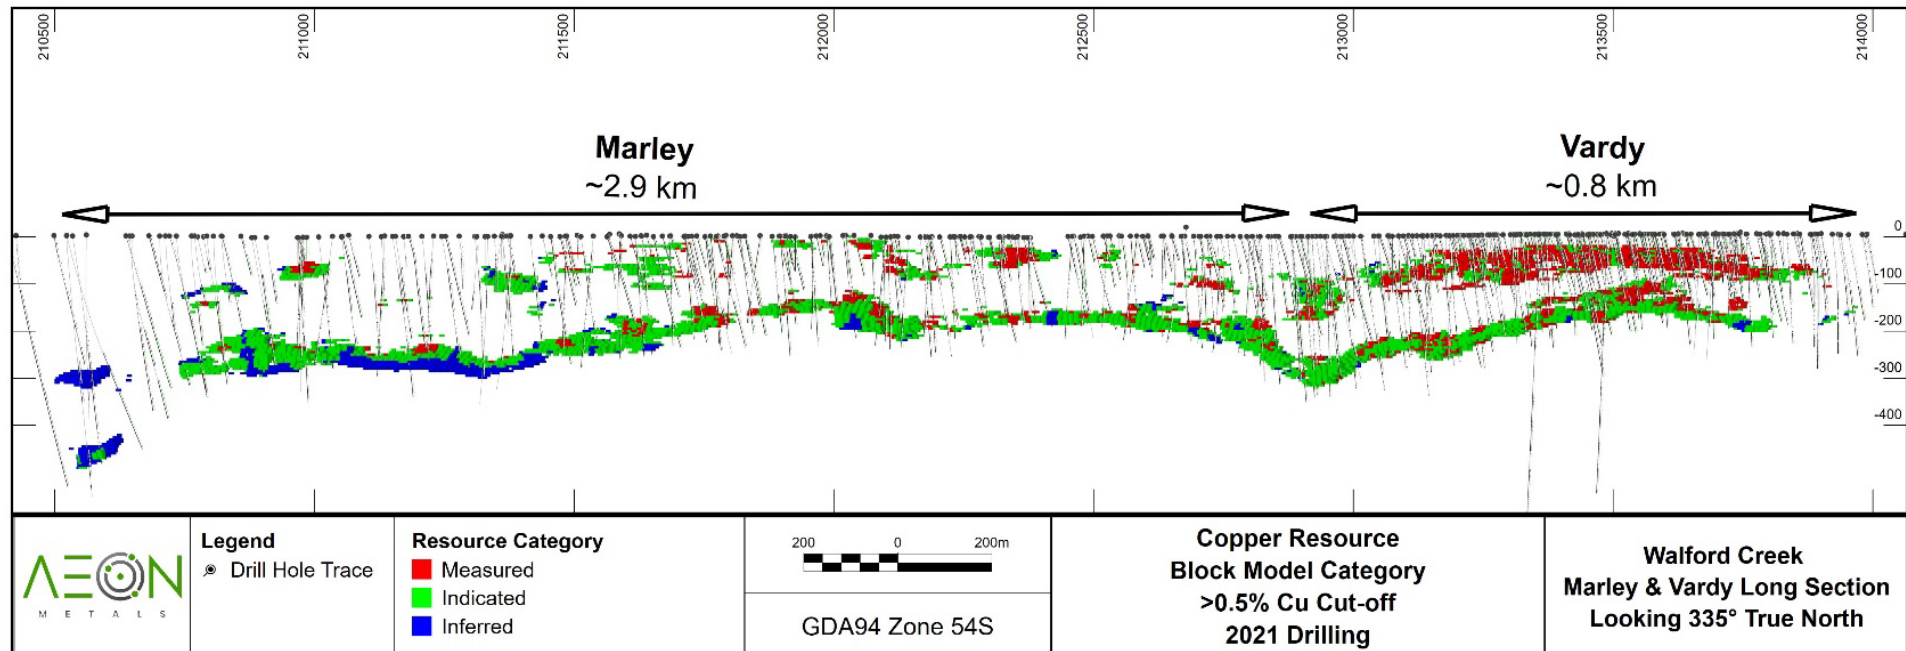 210500
211000
211500
212000
212500
213000
213500
214000
Marley
~2.9 km
Vardy
~0.8 km
0
-100
-200
-300
-400
AEON
METALS
Legend
Drill Hole Trace
Resource Category
Measured
Indicated
Inferred
200 0 200m
GDA94 Zone 54S
Copper Resource
Block Model Category
>0.5% Cu Cut-off
2021 Drilling
Walford Creek
Marley & Vardy Long Section
Looking 335° True North